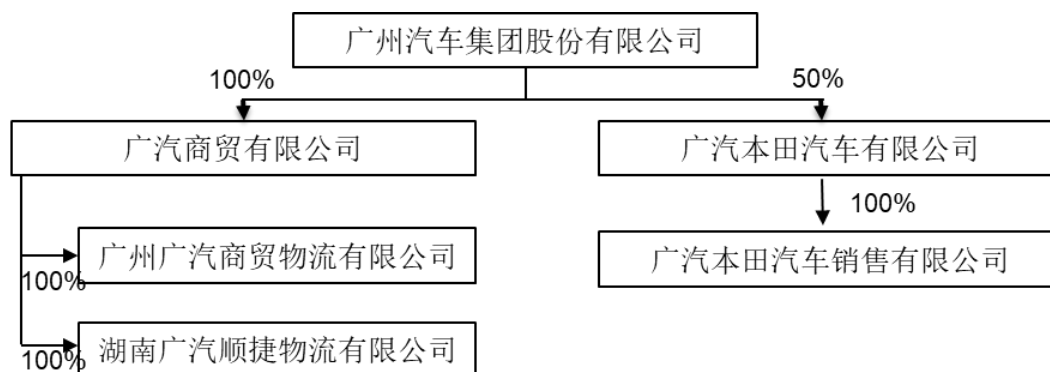 广州汽车集团股份有限公司
100%
50%
广汽商贸有限公司
广汽本田汽车有限公司
100%
广州广汽商贸物流有限公司
广汽本田汽车销售有限公司
100%
湖南广汽顺捷物流有限公司
100%